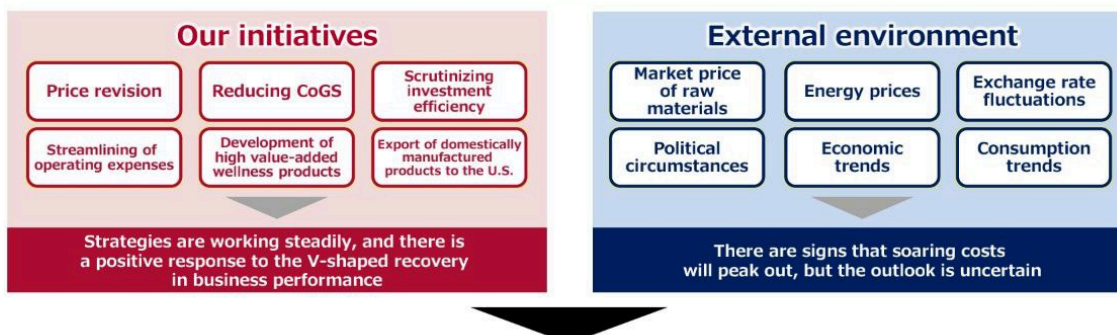 Our initiatives
Price revision
Reducing CoGS
Scrutinizing
investment
efficiency
Streamlining of
operating expenses
Development of
high value-added
wellness products
Export of domestically
manufactured
products to the U.S.
Strategies are working steadily, and there is
a positive response to the V-shaped recovery
in business performance
External environment
Market price
of raw
materials
Energy prices
Exchange rate
fluctuations
Political
circumstances
Economic
trends
Consumption
trends
There are signs that soaring costs
will peak out, but the outlook is uncertain